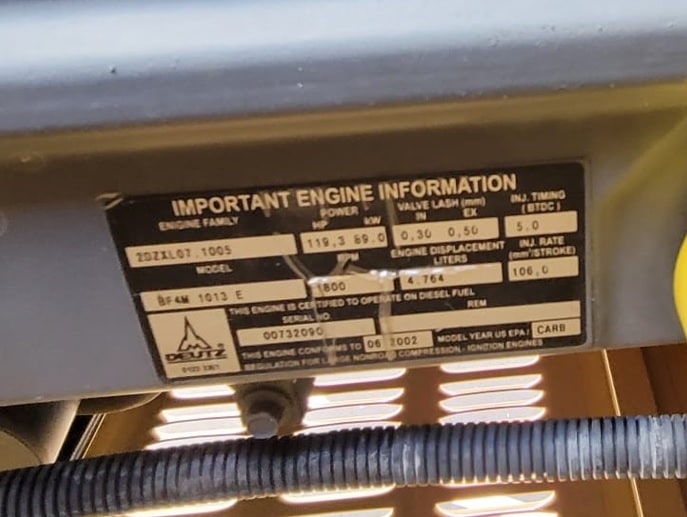 IMPORTANT ENGINE INFORMATION
ENGINE FAMILY
POWER
HP KW
VALVE LASH (mm)
IN EX
INJ. TIMING
(BTDC)
2DZXL07.1005
119,3 89.0
0,30 0,50
5.0
MODEL
ENGINE DISPLACEMENT
LITERS
INJ. RATE
(mm³/STROKE)
BF4M 1013 E
1800
4.764
106,0
THIS ENGINE IS CERTIFIED TO OPERATE ON DIESEL FUEL
SERIAL NO.
REM
00732090
DEUTZ
THIS ENGINE CONFORMS TO 06 2002 MODEL YEAR US EPA/ CARB
REGULATION FOR LARGE NONROAD COMPRESSION - IGNITION ENGINES